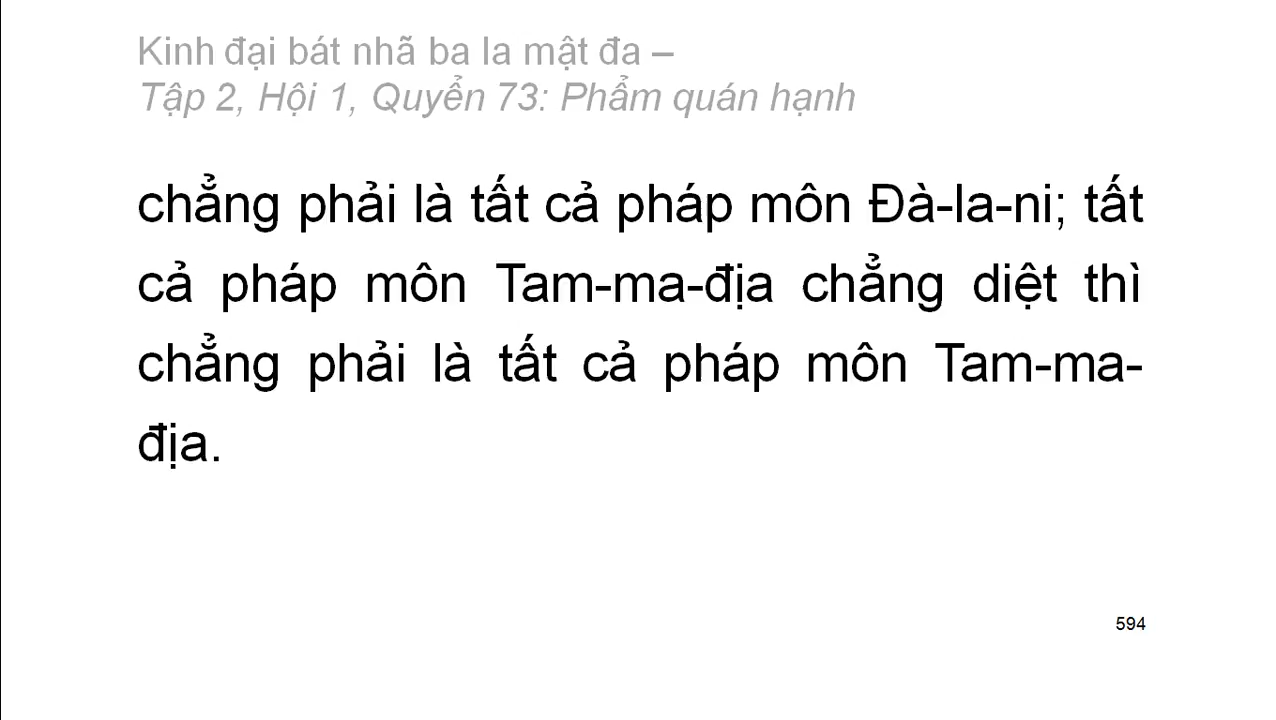 Kinh đại bát nhã ba la mật đa –
Tập 2, Hội 1, Quyển 73: Phẩm quán hạnh
chẳng phải là tất cả pháp môn Đà-la-ni; tất
cả pháp môn Tam-ma-địa chẳng diệt thì
chẳng phải là tất cả pháp môn Tam-ma-
địa.
594